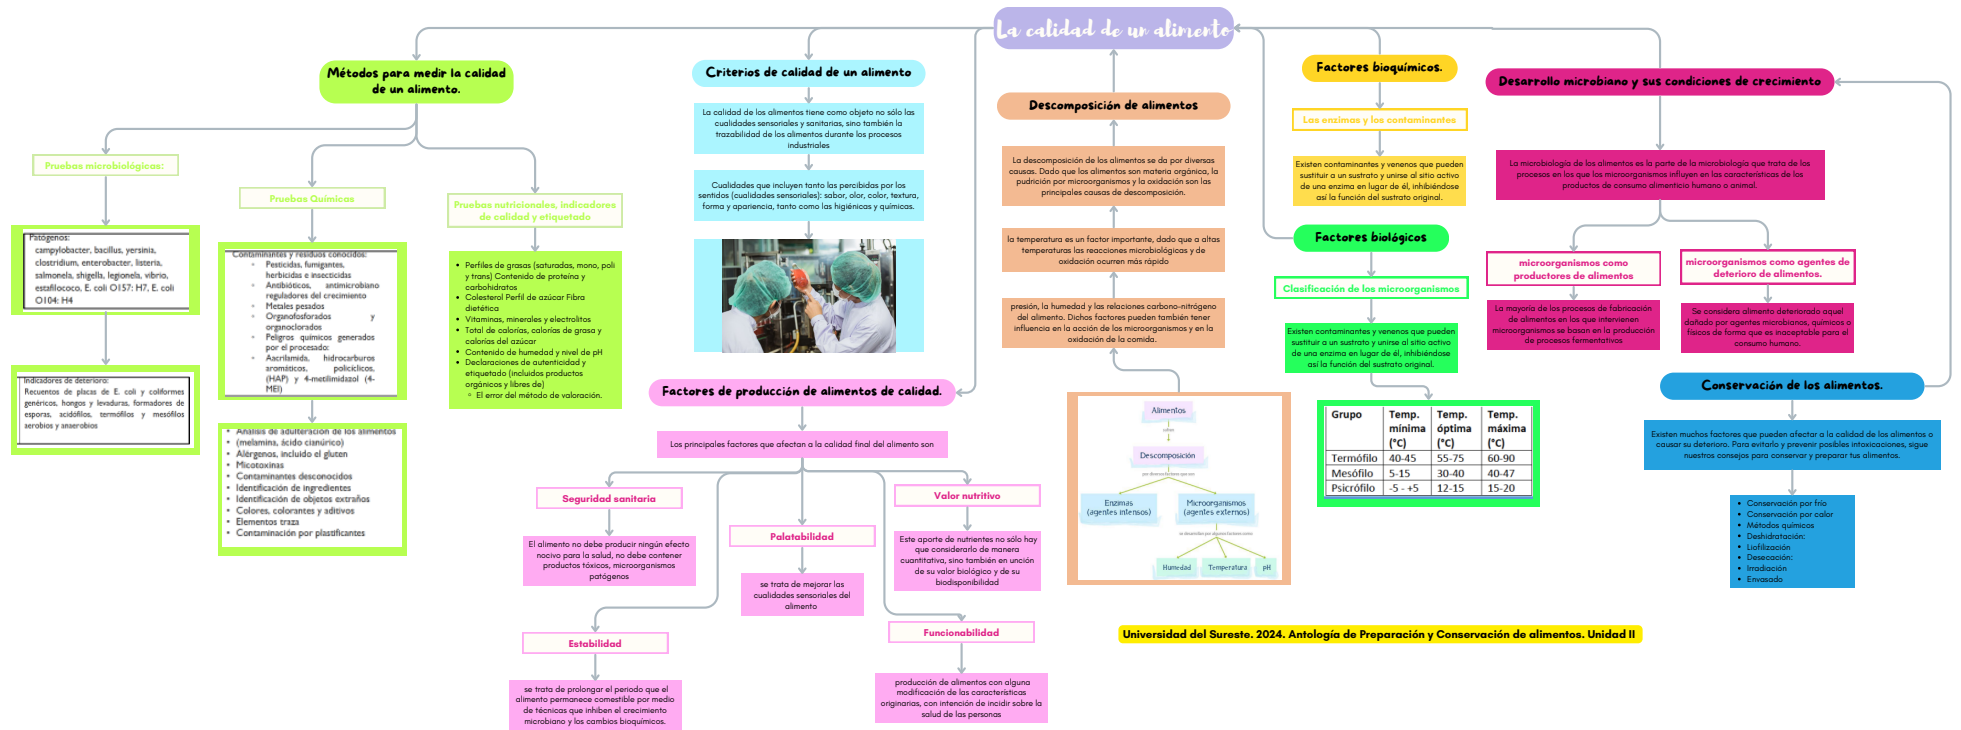 La calidad de un alimento
Métodos para medir la calidad
de un alimento.
Pruebas microbiológicas:
Patógenos:
campylobacter, bacillus, yersinia,
clostridium, enterobacter, listeria,
salmonela, shigella, legionela, vibrio,
estafilococo, E. coli O157: H7, E. coli
O104: H4
Indicadores de deterioro:
Recuentos de placas de E. coli y coliformes
genéricos, hongos y levaduras, formadores de
esporas, acidófilos, termófilos y mesófilos
aerobios y anaerobios
Pruebas Químicas
Contaminantes y residuos conocidos:
Pesticidas, fumigantes,
herbicidas e insecticidas
Antibióticos, antimicrobiano
reguladores del crecimiento
Metales pesados
Organofosforados y
organoclorados
Peligros químicos generados
por el procesado:
Ascrilamida, hidrocarburos
aromáticos, policíclicos,
(HAP) y 4-metilimidazol (4-
MEI)
• Análisis de adulteración de los alimentos
• (melamina, ácido cianúrico)
• Alérgenos, incluido el gluten
• Micotoxinas
• Contaminantes desconocidos
• Identificación de ingredientes
• Identificación de objetos extraños
• Colores, colorantes y aditivos
• Elementos traza
• Contaminación por plastificantes
Pruebas nutricionales; indicadores
de calidad y etiquetado
• Perfiles de grasas (saturadas, mono, poli
y trans) Contenido de proteína y
carbohidratos
• Colesterol Perfil de azúcar Fibra
dietética
• Vitaminas, minerales y electrolitos
• Total de calorías, calorías de grasa y
calorías del azúcar
• Contenido de humedad y nivel de pH
• Declaraciones de autenticidad y
etiquetado (incluidos productos
orgánicos y libres de)
○ El error del método de valoración.
Criterios de calidad de un alimento
La calidad de los alimentos tiene como objeto no sólo las
cualidades sensoriales y sanitarias, sino también la
trazabilidad de los alimentos durante los procesos
industriales
Cualidades que incluyen tanto las percibidas por los
sentidos (cualidades sensoriales): sabor, olor, color, textura,
forma y apariencia, tanto como las higiénicas y químicas.
Factores de producción de alimentos de calidad.
Los principales factores que afectan a la calidad final del alimento son
Seguridad sanitaria
El alimento no debe producir ningún efecto
nocivo para la salud, no debe contener
productos tóxicos, microorganismos
patógenos
Palatabilidad
se trata de mejorar las
cualidades sensoriales del
alimento
Valor nutritivo
Este aporte de nutrientes no sólo hay
que considerarlo de manera
cuantitativa, sino también en unción
de su valor biológico y de su
biodisponibilidad
Estabilidad
se trata de prolongar el periodo que el
alimento permanece comestible por medio
de técnicas que inhiben el crecimiento
microbiano y los cambios bioquímicos.
Funcionabilidad
producción de alimentos con alguna
modificación de las características
originarias, con intención de incidir sobre la
salud de las personas
Descomposición de alimentos
La descomposición de los alimentos se da por diversas
causas. Dado que los alimentos son materia orgánica, la
pudrición por microorganismos y la oxidación son las
principales causas de descomposición.
la temperatura es un factor importante, dado que a altas
temperaturas las reacciones microbiológicas y de
oxidación ocurren más rápido
presión, la humedad y las relaciones carbono-nitrógeno
del alimento. Dichos factores pueden también tener
influencia en la acción de los microorganismos y en la
oxidación de la comida.
Alimentos
sufren
Descomposición
por diversos factores que son
Enzimas
(agentes intensos)
Microorganismos
(agentes externos)
se desarrollan por algunos factores como
Humedad
Temperatura
pH
Factores bioquímicos.
Las enzimas y los contaminantes
Existen contaminantes y venenos que pueden
sustituir a un sustrato y unirse al sitio activo
de una enzima en lugar de él, inhibiéndose
así la función del sustrato original.
Factores biológicos
Clasificación de los microorganismos
Existen contaminantes y venenos que pueden
sustituir a un sustrato y unirse al sitio activo
de una enzima en lugar de él, inhibiéndose
así la función del sustrato original.
Grupo Temp. mínima (°C) Temp. óptima (°C) Temp. máxima (°C)
Termófilo 40-45 55-75 60-90
Mesófilo 5-15 30-40 40-47
Psicrófilo -5 - +5 12-15 15-20
Desarrollo microbiano y sus condiciones de crecimiento
La microbiología de los alimentos es la parte de la microbiología que trata de los
procesos en los que los microorganismos influyen en las características de los
productos de consumo alimenticio humano o animal.
microorganismos como
productores de alimentos
La mayoría de los procesos de fabricación
de alimentos en los que intervienen
microorganismos se basan en la producción
de procesos fermentativos
microorganismos como agentes de
deterioro de alimentos.
Se considera alimento deteriorado aquel
dañado por agentes microbianos, químicos o
físicos de forma que es inaceptable para el
consumo humano.
Conservación de los alimentos.
Existen muchos factores que pueden afectar a la calidad de los alimentos o
causar su deterioro. Para evitarlo y prevenir posibles intoxicaciones, sigue
nuestros consejos para conservar y preparar tus alimentos.
• Conservación por frío
• Conservación por calor
• Métodos químicos
• Deshidratación:
• Liofilización
• Desecación:
• Irradiación
• Envasado
Universidad del Sureste. 2024. Antología de Preparación y Conservación de alimentos. Unidad II